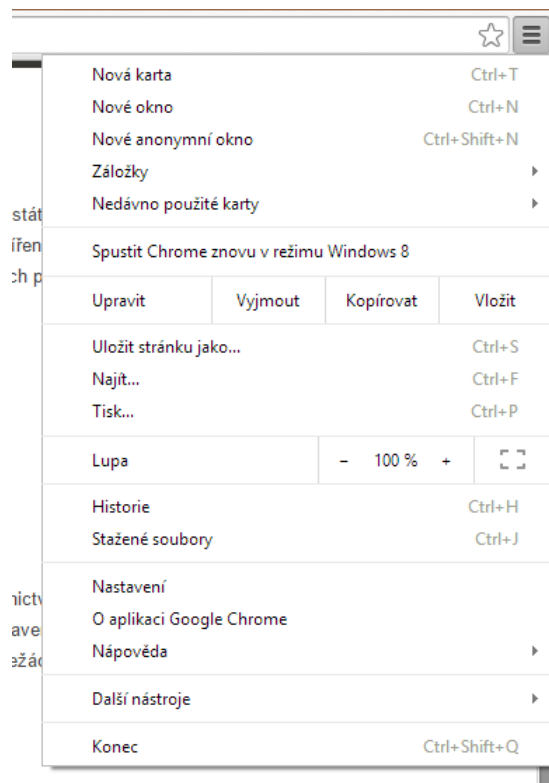 Nová karta Ctrl+T
Nové okno Ctrl+N
Nové anonymní okno Ctrl+Shift+N
Záložky
Nedávno použité karty
Spustit Chrome znovu v režimu Windows 8
Upravit Vyjmout Kopírovat Vložit
Uložit stránku jako... Ctrl+S
Najít... Ctrl+F
Tisk... Ctrl+P
Lupa − 100 % +
Historie Ctrl+H
Stažené soubory Ctrl+J
Nastavení
O aplikaci Google Chrome
Nápověda
Další nástroje
Konec Ctrl+Shift+Q